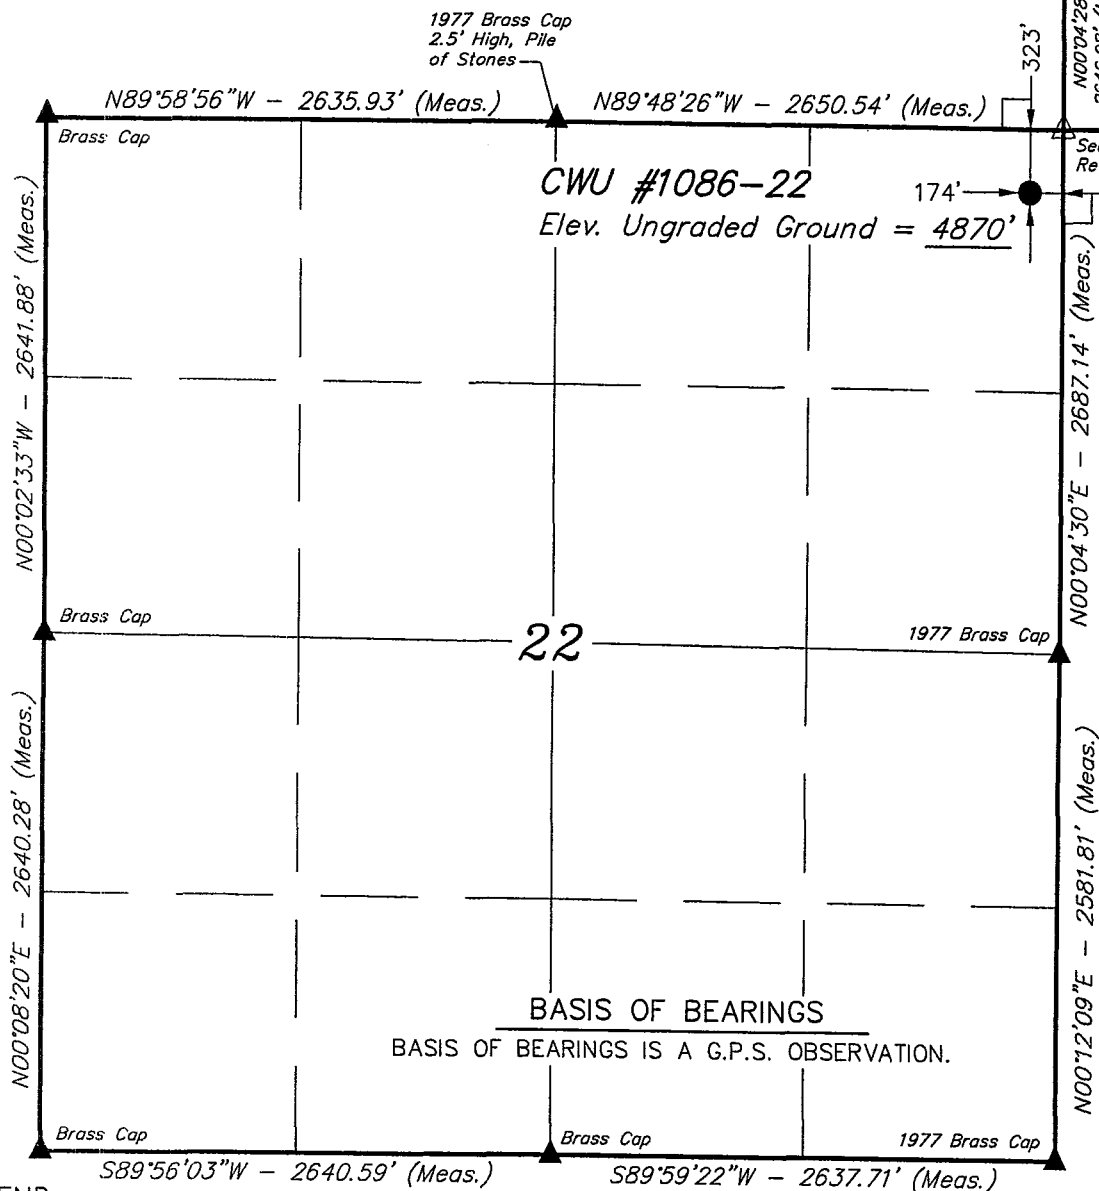 1977 Brass Cap
2.5' High, Pile
of Stones
323'
N00°04'28
N89°58'56"W - 2635.93' (Meas.)
N89°48'26"W - 2650.54' (Meas.)
Brass Cap
CWU #1086-22
174'
Elev. Ungraded Ground = 4870'
N00°02'33"W - 2641.88' (Meas.)
N00°04'30"E - 2687.14' (Meas.)
Brass Cap
22
1977 Brass Cap
N00°08'20"E - 2640.28' (Meas.)
N00°12'09"E - 2581.81' (Meas.)
BASIS OF BEARINGS
BASIS OF BEARINGS IS A G.P.S. OBSERVATION.
Brass Cap
Brass Cap
1977 Brass Cap
S89°56'03"W - 2640.59' (Meas.)
S89°59'22"W - 2637.71' (Meas.)